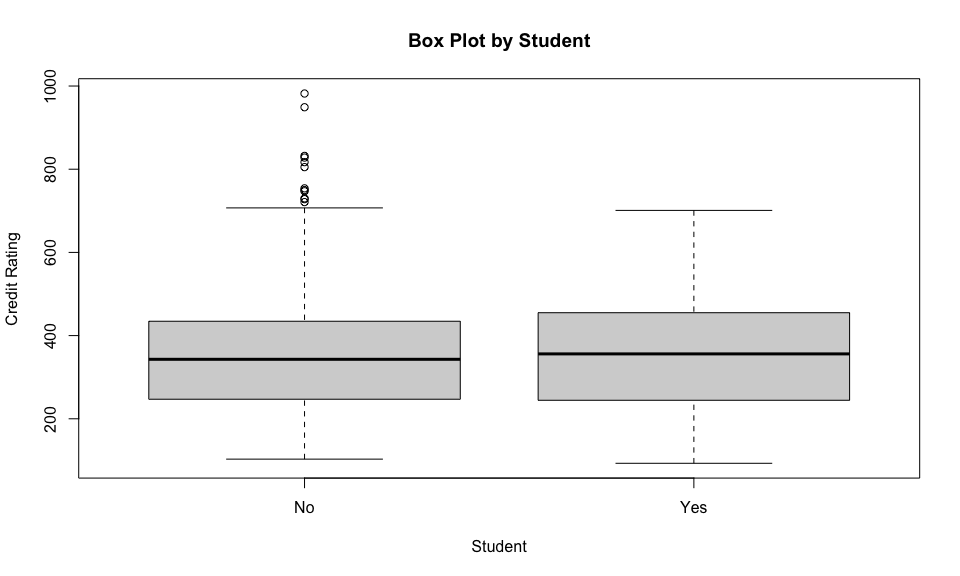 Box Plot by Student
Credit Rating
1000
800
600
400
200
No Yes
Student